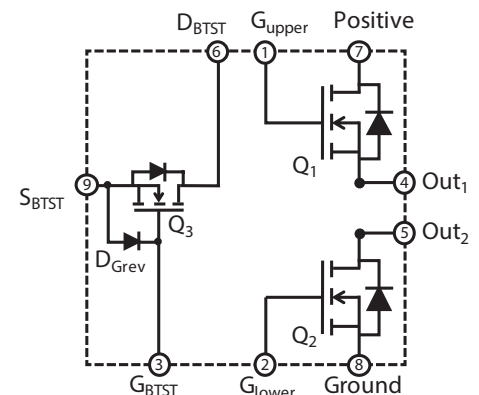 D_BTST G_upper Positive
6 1 7
Q_1
9 4 Out_1
S_BTST
Q_3
5 Out_2
D_Grev
Q_2
3 2 8
G_BTST G_lower Ground